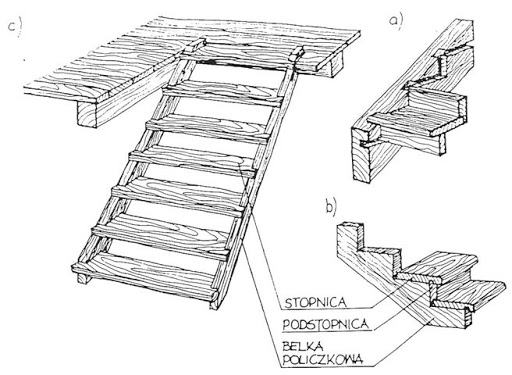 c)
a)
b)
STOPNICA
PODSTOPNICA
BELKA
POLICZKOWA